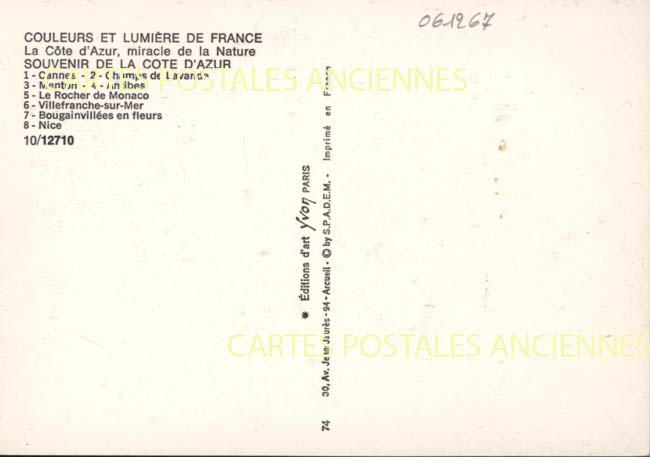 061267
COULEURS ET LUMIÈRE DE FRANCE
La Côte d'Azur, miracle de la Nature
SOUVENIR DE LA COTE D'AZUR
1 - Cannes - 2 - Champs de Lavande
3 - Menton - 4 - Antibes
5 - Le Rocher de Monaco
6 - Villefranche-sur-Mer
7 - Bougainvillées en fleurs
8 - Nice
10/12710
CARTES POSTALES ANCIENNES
✷ Éditions d'art Yvon PARIS
74 30, Av. Jean Jaurès - 94 - Arcueil - © by S.P.A.D.E.M. - Imprimé en France
CARTES POSTALES ANCIENNES